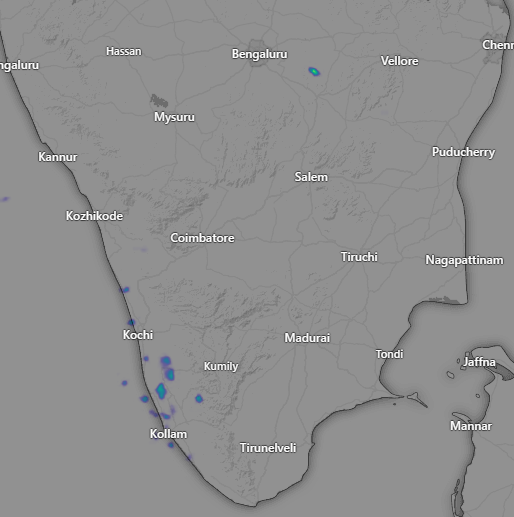 Hassan
Bengaluru
Chenn
ngaluru
Vellore
Mysuru
Kannur
Puducherry
Salem
Kozhikode
Coimbatore
Tiruchi
Nagapattinam
Kochi
Madurai
Tondi
Kumily
Jaffna
Mannar
Kollam
Tirunelveli